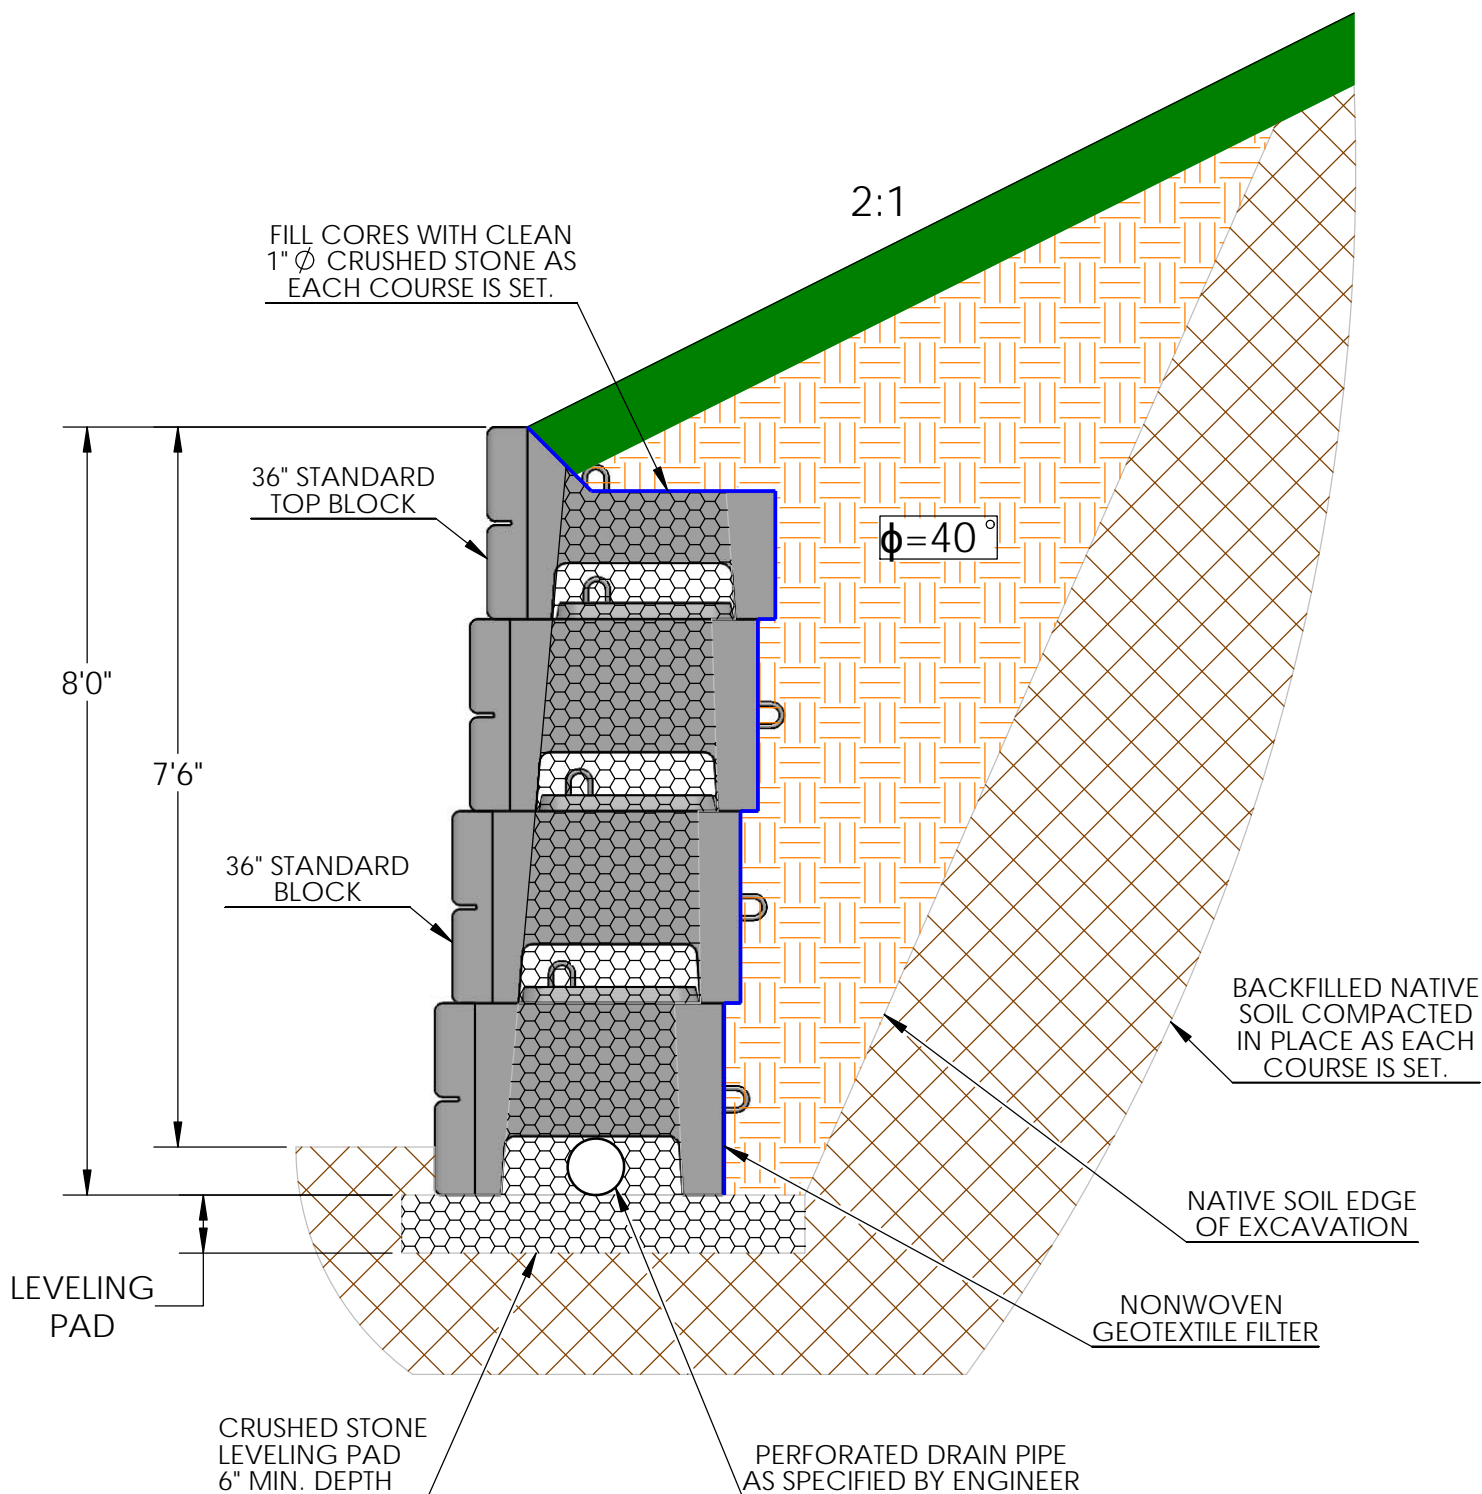 2:1
FILL CORES WITH CLEAN
1" Ø CRUSHED STONE AS
EACH COURSE IS SET.
36" STANDARD
TOP BLOCK
ϕ=40°
8'0"
7'6"
36" STANDARD
BLOCK
BACKFILLED NATIVE
SOIL COMPACTED
IN PLACE AS EACH
COURSE IS SET.
NATIVE SOIL EDGE
OF EXCAVATION
LEVELING
PAD
NONWOVEN
GEOTEXTILE FILTER
CRUSHED STONE
LEVELING PAD
6" MIN. DEPTH
PERFORATED DRAIN PIPE
AS SPECIFIED BY ENGINEER